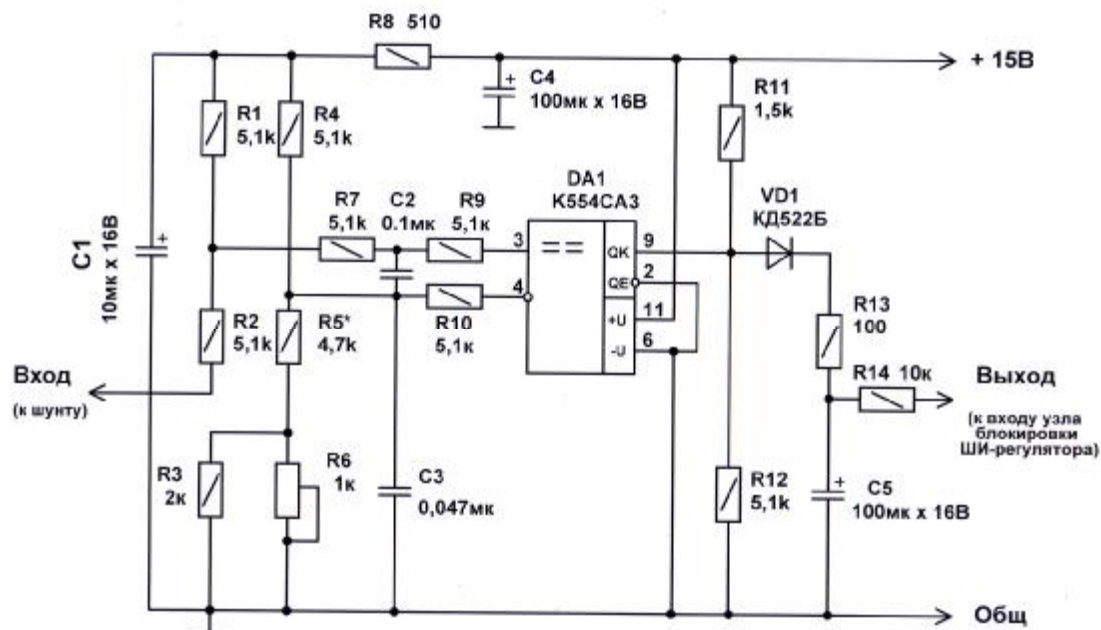 R8 510
+ 15В
C4
100мк x 16В
R11
1,5k
R1
5,1k
R4
5,1k
DA1
К554СА3
VD1
КД522Б
C1
10мк x 16В
R7
5,1k
C2
0.1мк
R9
5,1к
3
==
QK
9
QE
2
4
+U
11
-U
6
R2
5,1k
R5*
4,7k
R10
5,1к
R13
100
Вход
(к шунту)
R14 10к
Выход
(к входу узла
блокировки
ШИ-регулятора)
R3
2к
R6
1к
C3
0,047мк
R12
5,1k
C5
100мк x 16В
Общ